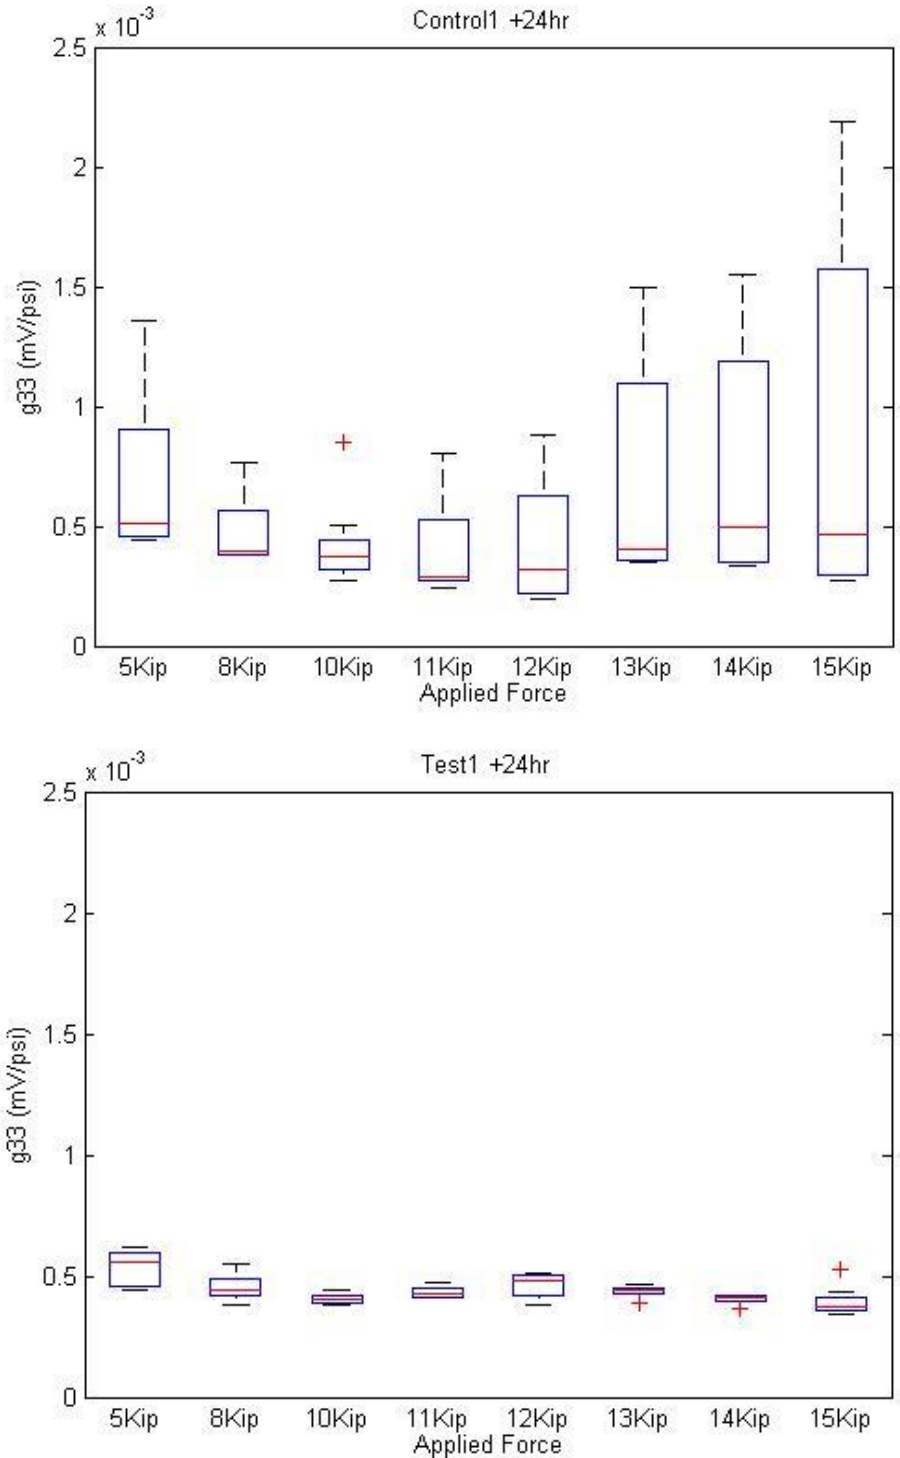 x 10-3
Control1 +24hr
2.5
2
1.5
1
0.5
0
g33 (mV/psi)
5Kip 8Kip 10Kip 11Kip 12Kip 13Kip 14Kip 15Kip
Applied Force
x 10-3
Test1 +24hr
2.5
2
1.5
1
0.5
0
g33 (mV/psi)
5Kip 8Kip 10Kip 11Kip 12Kip 13Kip 14Kip 15Kip
Applied Force